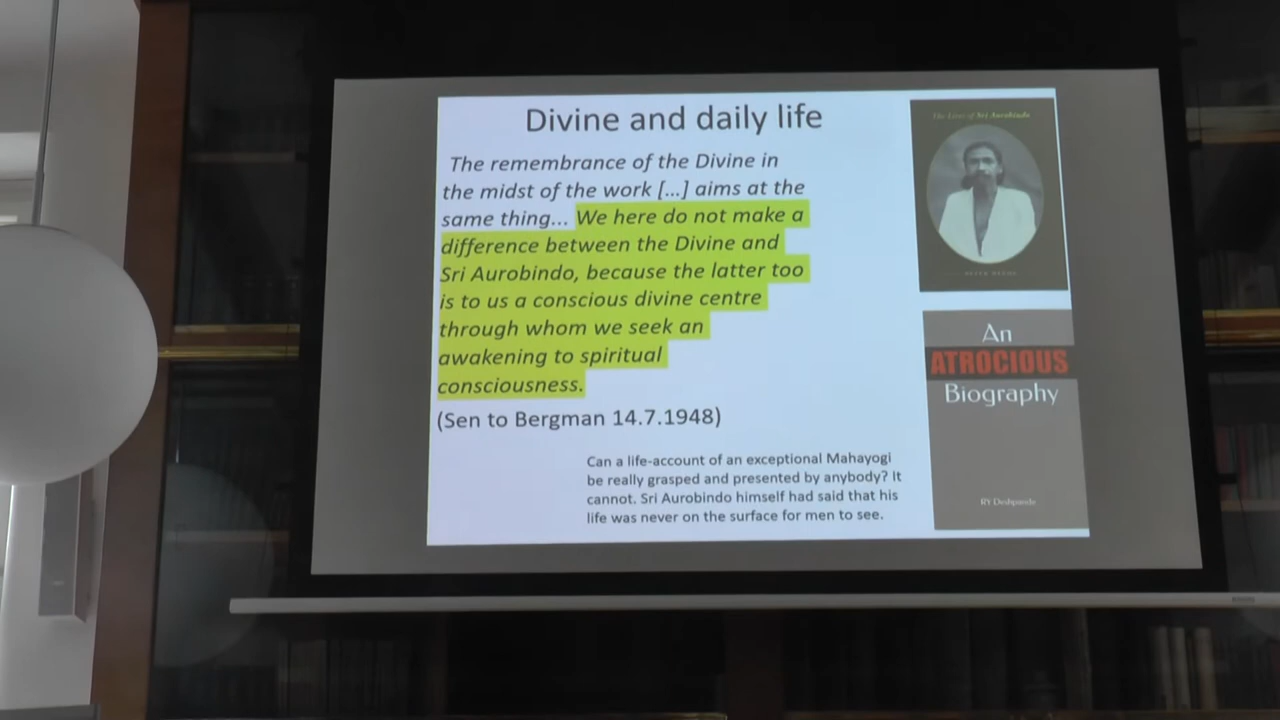 Divine and daily life
The remembrance of the Divine in
the midst of the work [...] aims at the
same thing... We here do not make a
difference between the Divine and
Sri Aurobindo, because the latter too
is to us a conscious divine centre
through whom we seek an
awakening to spiritual
consciousness.
(Sen to Bergman 14.7.1948)
Can a life-account of an exceptional Mahayogi
be really grasped and presented by anybody? It
cannot. Sri Aurobindo himself had said that his
life was never on the surface for men to see.
The Lives of Sri Aurobindo
An
ATROCIOUS
Biography
RY Deshpande